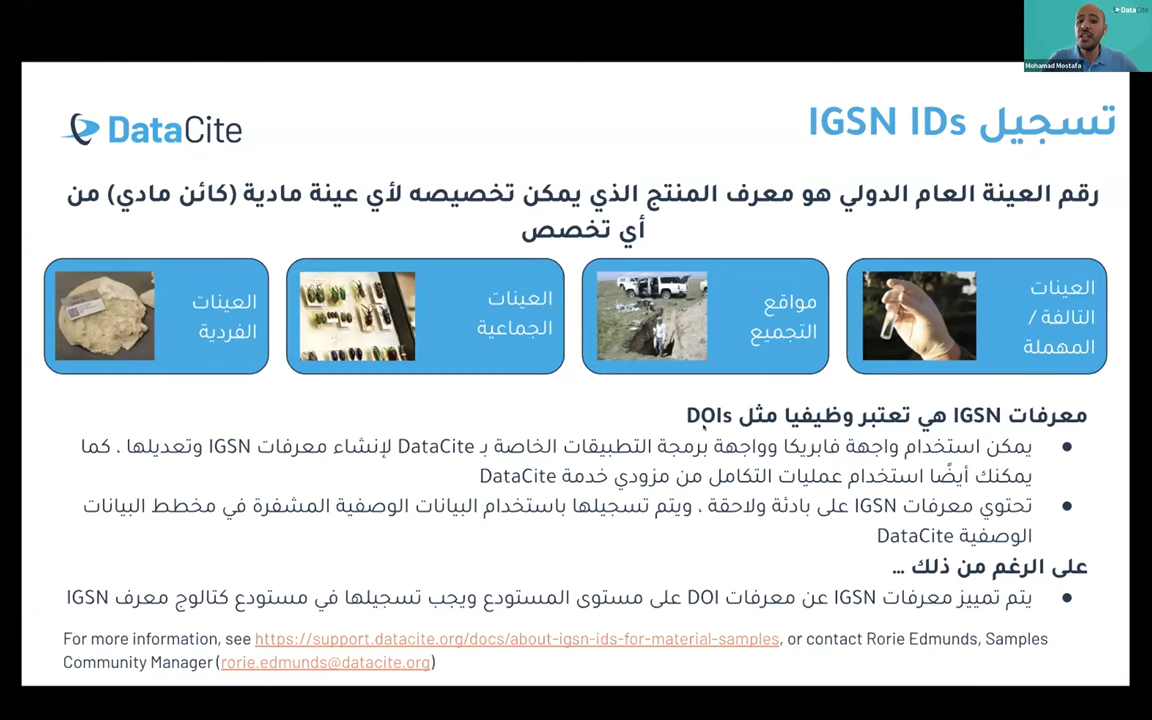 DataCite
Mohamad Mostafa
DataCite
تسجيل IGSN IDs
رقم العينة العام الدولي هو معرف المنتج الذي يمكن تخصيصه لأي عينة مادية (كائن مادي) من
أي تخصص
العينات
التالفة /
المهملة
مواقع
التجميع
العينات
الجماعية
العينات
الفردية
معرفات IGSN هي تعتبر وظيفيا مثل DOIs
● يمكن استخدام واجهة فابريكا وواجهة برمجة التطبيقات الخاصة بـ DataCite لإنشاء معرفات IGSN وتعديلها ، كما
يمكنك أيضًا استخدام عمليات التكامل من مزودي خدمة DataCite
● تحتوي معرفات IGSN على بادئة ولاحقة ، ويتم تسجيلها باستخدام البيانات الوصفية المشفرة في مخطط البيانات
الوصفية DataCite
على الرغم من ذلك ...
● يتم تمييز معرفات IGSN عن معرفات DOI على مستوى المستودع ويجب تسجيلها في مستودع كتالوج معرف IGSN
For more information, see https://support.datacite.org/docs/about-igsn-ids-for-material-samples, or contact Rorie Edmunds, Samples
Community Manager (rorie.edmunds@datacite.org)